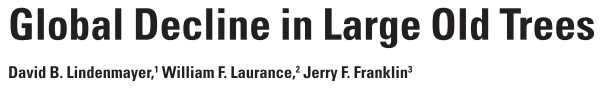 Global Decline in Large Old Trees
David B. Lindenmayer,¹ William F. Laurance,² Jerry F. Franklin³